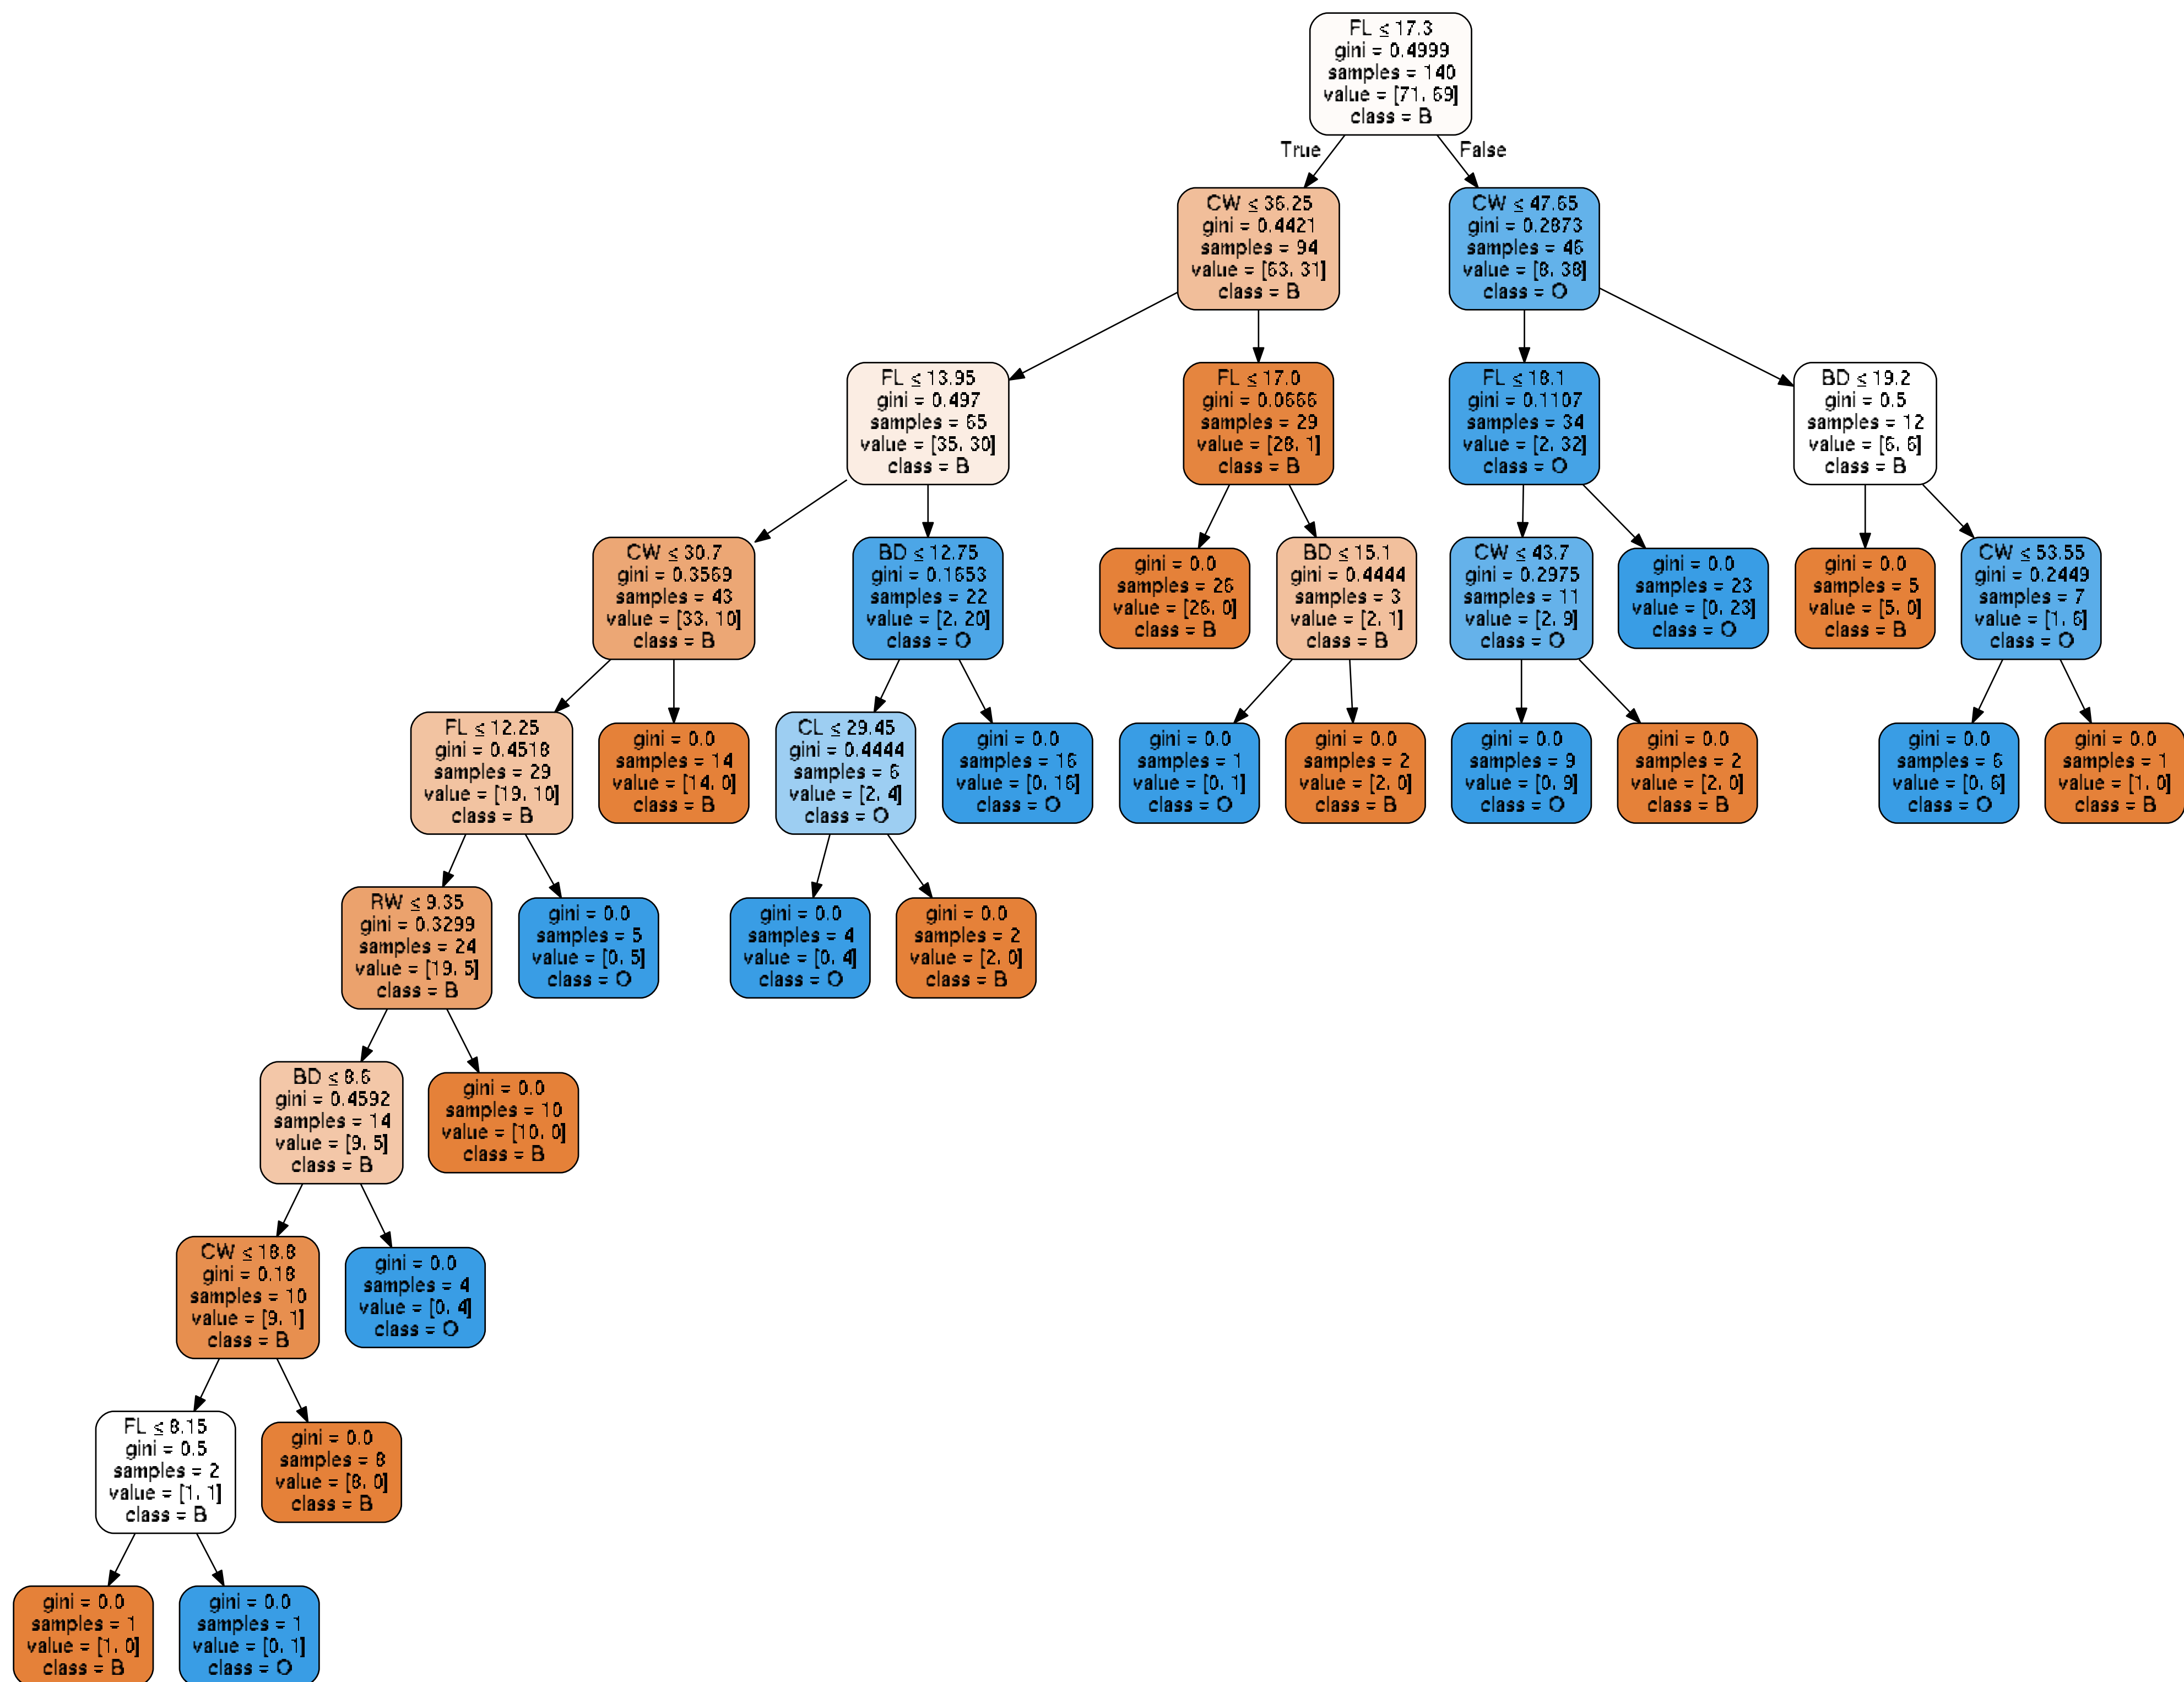 FL ≤ 17.3
gini = 0.4999
samples = 140
value = [71, 69]
class = B
True
False
CW ≤ 36.25
gini = 0.4421
samples = 94
value = [63, 31]
class = B
CW ≤ 47.65
gini = 0.2873
samples = 46
value = [8, 38]
class = O
FL ≤ 13.95
gini = 0.497
samples = 65
value = [35, 30]
class = B
FL ≤ 17.0
gini = 0.0666
samples = 29
value = [28, 1]
class = B
FL ≤ 18.1
gini = 0.1107
samples = 34
value = [2, 32]
class = O
BD ≤ 19.2
gini = 0.5
samples = 12
value = [6, 6]
class = B
CW ≤ 30.7
gini = 0.3569
samples = 43
value = [33, 10]
class = B
BD ≤ 12.75
gini = 0.1653
samples = 22
value = [2, 20]
class = O
gini = 0.0
samples = 26
value = [26, 0]
class = B
BD ≤ 15.1
gini = 0.4444
samples = 3
value = [2, 1]
class = B
CW ≤ 43.7
gini = 0.2975
samples = 11
value = [2, 9]
class = O
gini = 0.0
samples = 23
value = [0, 23]
class = O
gini = 0.0
samples = 5
value = [5, 0]
class = B
CW ≤ 53.55
gini = 0.2449
samples = 7
value = [1, 6]
class = O
FL ≤ 12.25
gini = 0.4518
samples = 29
value = [19, 10]
class = B
gini = 0.0
samples = 14
value = [14, 0]
class = B
CL ≤ 29.45
gini = 0.4444
samples = 6
value = [2, 4]
class = O
gini = 0.0
samples = 16
value = [0, 16]
class = O
gini = 0.0
samples = 1
value = [0, 1]
class = O
gini = 0.0
samples = 2
value = [2, 0]
class = B
gini = 0.0
samples = 9
value = [0, 9]
class = O
gini = 0.0
samples = 2
value = [2, 0]
class = B
gini = 0.0
samples = 6
value = [0, 6]
class = O
gini = 0.0
samples = 1
value = [1, 0]
class = B
RW ≤ 9.35
gini = 0.3299
samples = 24
value = [19, 5]
class = B
gini = 0.0
samples = 5
value = [0, 5]
class = O
gini = 0.0
samples = 4
value = [0, 4]
class = O
gini = 0.0
samples = 2
value = [2, 0]
class = B
BD ≤ 8.6
gini = 0.4592
samples = 14
value = [9, 5]
class = B
gini = 0.0
samples = 10
value = [10, 0]
class = B
CW ≤ 18.8
gini = 0.18
samples = 10
value = [9, 1]
class = B
gini = 0.0
samples = 4
value = [0, 4]
class = O
FL ≤ 8.15
gini = 0.5
samples = 2
value = [1, 1]
class = B
gini = 0.0
samples = 8
value = [8, 0]
class = B
gini = 0.0
samples = 1
value = [1, 0]
class = B
gini = 0.0
samples = 1
value = [0, 1]
class = O